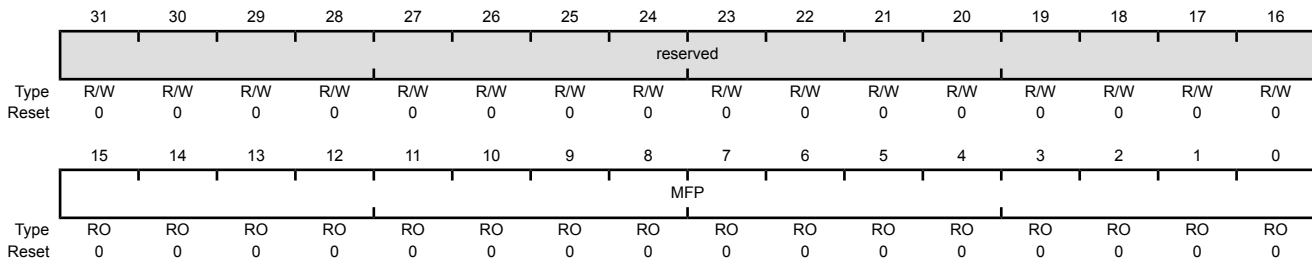 31 30 29 28 27 26 25 24 23 22 21 20 19 18 17 16
reserved
Type R/W R/W R/W R/W R/W R/W R/W R/W R/W R/W R/W R/W R/W R/W R/W R/W
Reset 0 0 0 0 0 0 0 0 0 0 0 0 0 0 0 0
15 14 13 12 11 10 9 8 7 6 5 4 3 2 1 0
MFP
Type RO RO RO RO RO RO RO RO RO RO RO RO RO RO RO RO
Reset 0 0 0 0 0 0 0 0 0 0 0 0 0 0 0 0